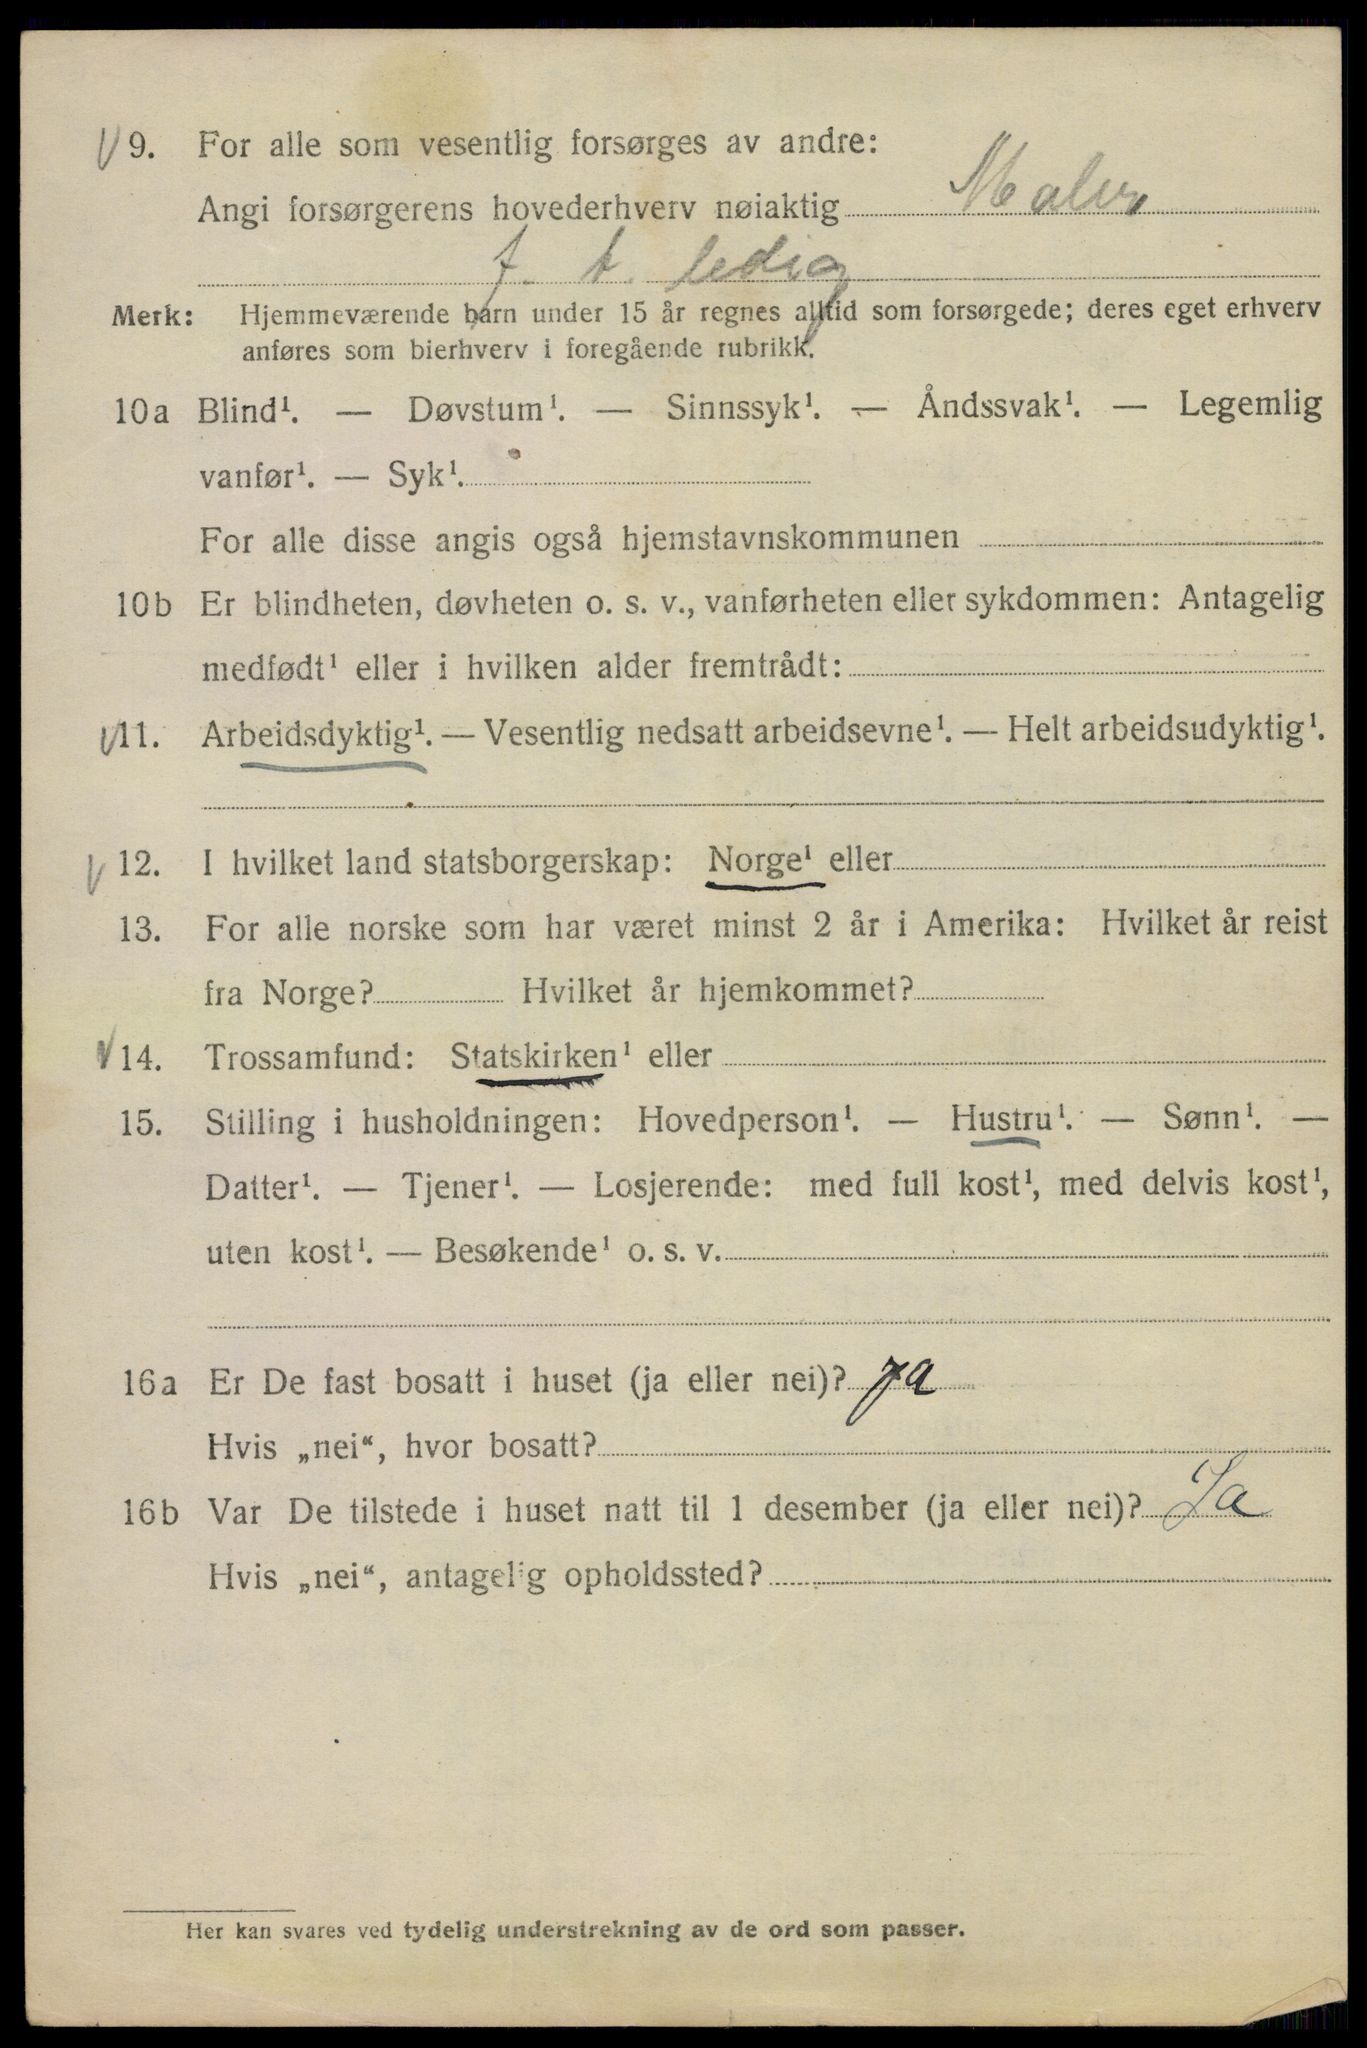 9. For alle som vesentlig forsørges av andre:
Angi forsørgerens hovederhverv nøiaktig Maler
f. t. ledig
Merk: Hjemmeværende barn under 15 år regnes alltid som forsørgede; deres eget erhverv
anføres som bierhverv i foregående rubrikk.
10a Blind¹. — Døvstum¹. — Sinnssyk¹. — Åndssvak¹. — Legemlig
vanfør¹. — Syk¹.
For alle disse angis også hjemstavnskommunen
10b Er blindheten, døvheten o. s. v., vanførheten eller sykdommen: Antagelig
medfødt¹ eller i hvilken alder fremtrådt:
11. Arbeidsdyktig¹. — Vesentlig nedsatt arbeidsevne¹. — Helt arbeidsudyktig¹.
12. I hvilket land statsborgerskap: Norge¹ eller
13. For alle norske som har været minst 2 år i Amerika: Hvilket år reist
fra Norge? Hvilket år hjemkommet?
14. Trossamfund: Statskirken¹ eller
15. Stilling i husholdningen: Hovedperson¹. — Hustru¹. — Sønn¹. —
Datter¹. — Tjener¹. — Losjerende: med full kost¹, med delvis kost¹,
uten kost¹. — Besøkende¹ o. s. v.
16a Er De fast bosatt i huset (ja eller nei)? ja
Hvis „nei“, hvor bosatt?
16b Var De tilstede i huset natt til 1 desember (ja eller nei)? Ja
Hvis „nei“, antagelig opholdssted?
Her kan svares ved tydelig understrekning av de ord som passer.